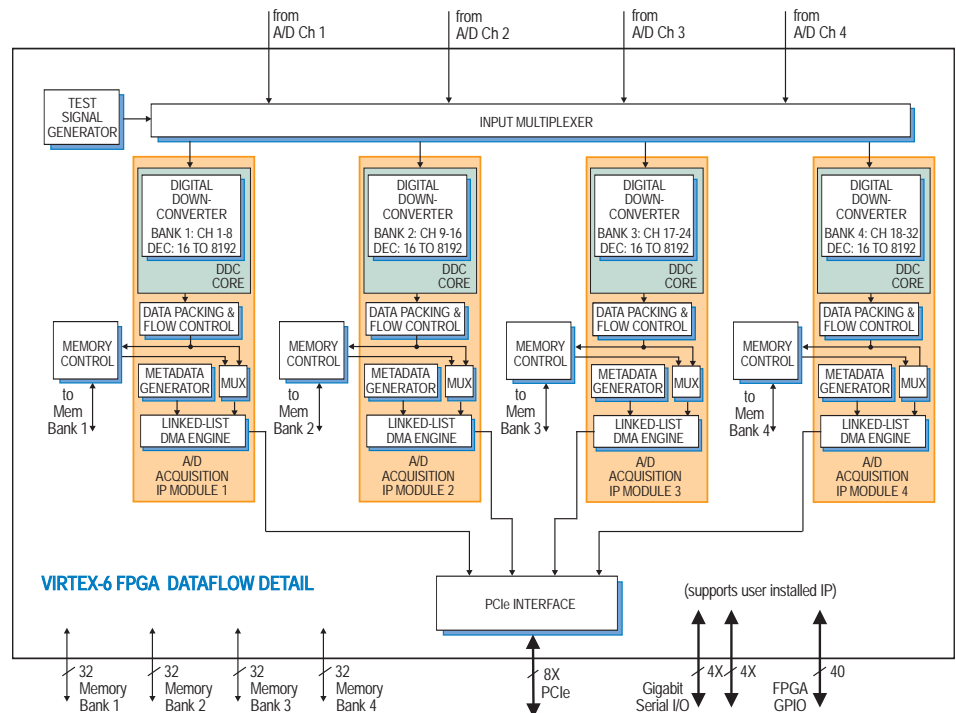 from
A/D Ch 1
from
A/D Ch 2
from
A/D Ch 3
from
A/D Ch 4
TEST
SIGNAL
GENERATOR
INPUT MULTIPLEXER
DIGITAL
DOWN-
CONVERTER
BANK 1: CH 1-8
DEC: 16 TO 8192
DDC
CORE
DIGITAL
DOWN-
CONVERTER
BANK 2: CH 9-16
DEC: 16 TO 8192
DDC
CORE
DIGITAL
DOWN-
CONVERTER
BANK 3: CH 17-24
DEC: 16 TO 8192
DDC
CORE
DIGITAL
DOWN-
CONVERTER
BANK 4: CH 18-32
DEC: 16 TO 8192
DDC
CORE
DATA PACKING &
FLOW CONTROL
MEMORY
CONTROL
METADATA
GENERATOR
MUX
to
Mem
Bank 1
LINKED-LIST
DMA ENGINE
A/D
ACQUISITION
IP MODULE 1
DATA PACKING &
FLOW CONTROL
MEMORY
CONTROL
METADATA
GENERATOR
MUX
to
Mem
Bank 2
LINKED-LIST
DMA ENGINE
A/D
ACQUISITION
IP MODULE 2
DATA PACKING &
FLOW CONTROL
MEMORY
CONTROL
METADATA
GENERATOR
MUX
to
Mem
Bank 3
LINKED-LIST
DMA ENGINE
A/D
ACQUISITION
IP MODULE 3
DATA PACKING &
FLOW CONTROL
MEMORY
CONTROL
METADATA
GENERATOR
MUX
to
Mem
Bank 4
LINKED-LIST
DMA ENGINE
A/D
ACQUISITION
IP MODULE 4
VIRTEX-6 FPGA DATAFLOW DETAIL
PCIe INTERFACE
(supports user installed IP)
32
Memory
Bank 1
32
Memory
Bank 2
32
Memory
Bank 3
32
Memory
Bank 4
8X
PCIe
4X
4X
Gigabit
Serial I/O
40
FPGA
GPIO